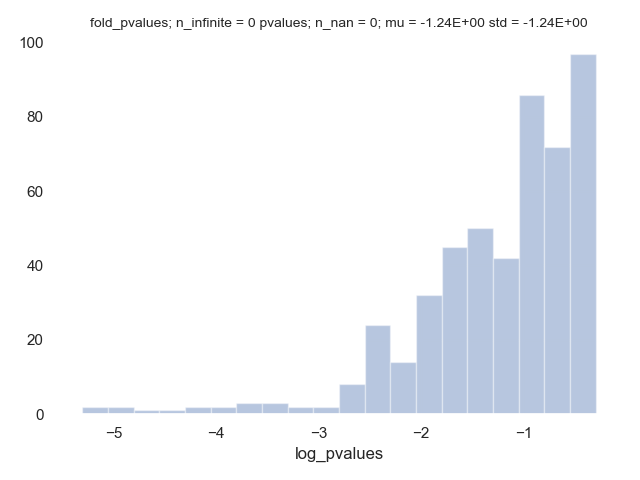 fold_pvalues; n_infinite = 0 pvalues; n_nan = 0; mu = -1.24E+00 std = -1.24E+00
100
80
60
40
20
0
−5 −4 −3 −2 −1
log_pvalues